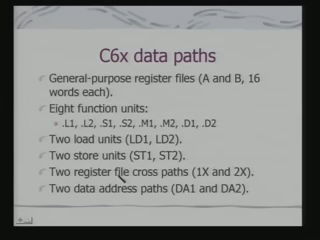 C6x data paths
General-purpose register files (A and B, 16
words each).
Eight function units:
.L1, .L2, .S1, .S2, .M1, .M2, .D1, .D2
Two load units (LD1, LD2).
Two store units (ST1, ST2).
Two register file cross paths (1X and 2X).
Two data address paths (DA1 and DA2).